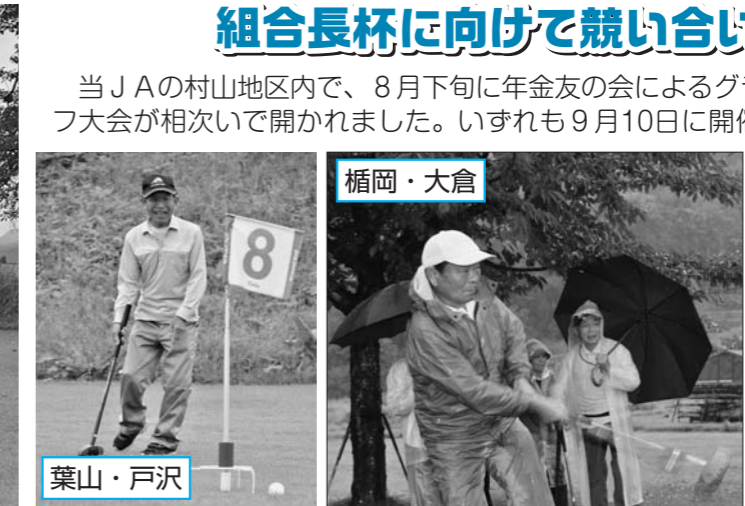 組合長杯に向けて競い合い
当ＪＡの村山地区内で、８月下旬に年金友の会によるグラ
フ大会が相次いで開かれました。いずれも９月10日に開催
楯岡・大倉
8
葉山・戸沢